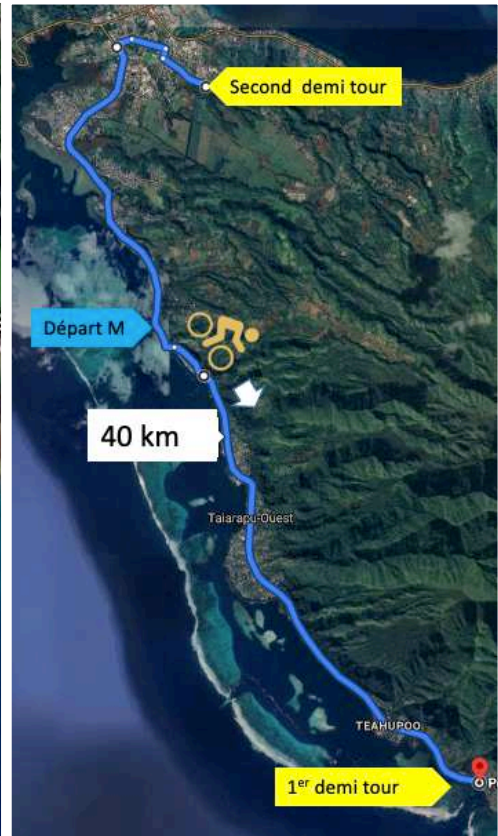 Second demi tour
Départ M
40 km
Taiarapu-Ouest
TEAHUPOO
1er demi tour